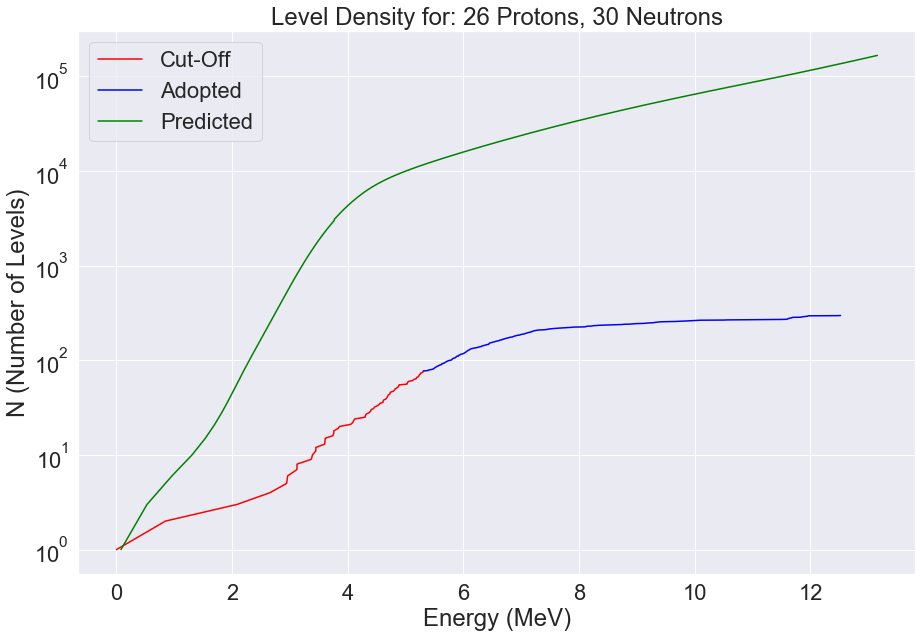 Level Density for: 26 Protons, 30 Neutrons
Cut-Off
Adopted
Predicted
N (Number of Levels)
10^5
10^4
10^3
10^2
10^1
10^0
0 2 4 6 8 10 12
Energy (MeV)